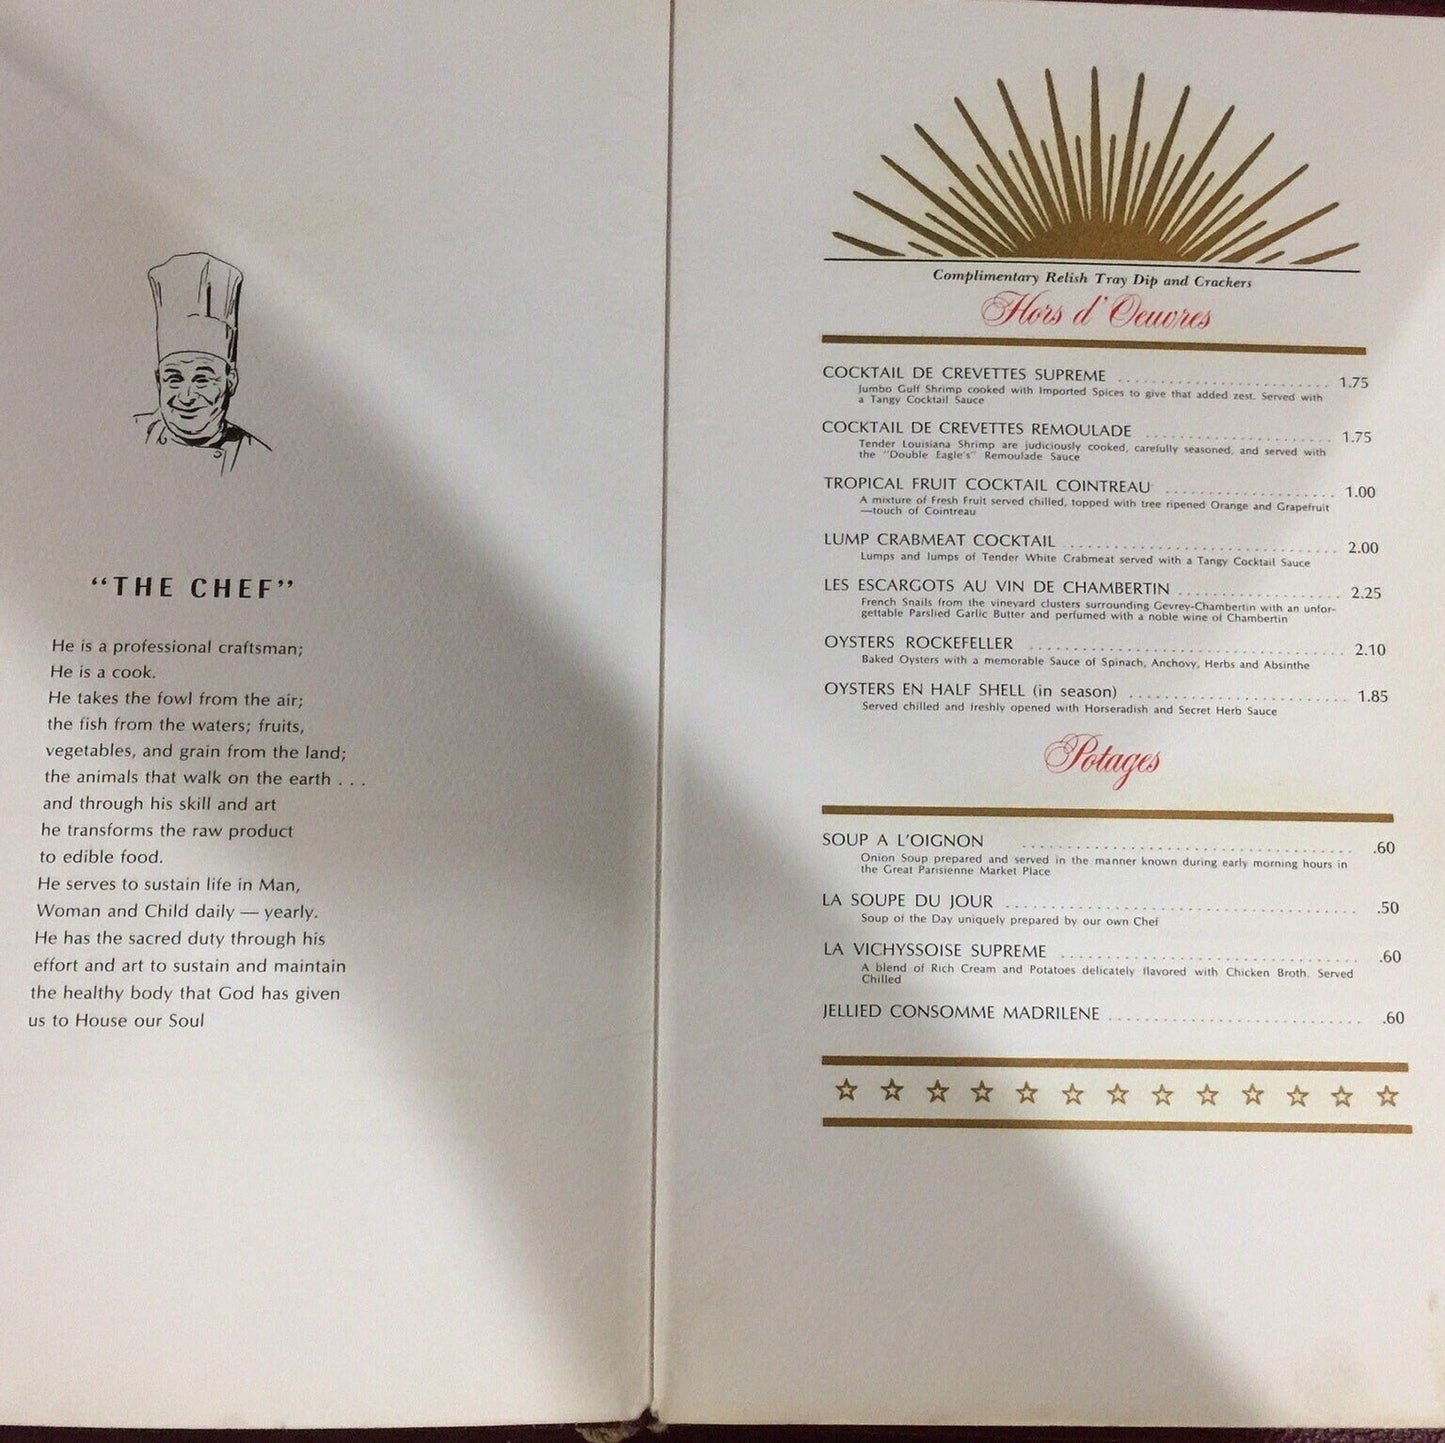 “THE CHEF”
He is a professional craftsman;
He is a cook.
He takes the fowl from the air;
the fish from the waters; fruits,
vegetables, and grain from the land;
the animals that walk on the earth . . .
and through his skill and art
he transforms the raw product
to edible food.
He serves to sustain life in Man,
Woman and Child daily — yearly.
He has the sacred duty through his
effort and art to sustain and maintain
the healthy body that God has given
us to House our Soul
Complimentary Relish Tray Dip and Crackers
Hors d'Oeuvres
COCKTAIL DE CREVETTES SUPREME 1.75
Jumbo Gulf Shrimp cooked with Imported Spices to give that added zest. Served with
a Tangy Cocktail Sauce
COCKTAIL DE CREVETTES REMOULADE 1.75
Tender Louisiana Shrimp are judiciously cooked, carefully seasoned, and served with
the "Double Eagle's" Remoulade Sauce
TROPICAL FRUIT COCKTAIL COINTREAU 1.00
A mixture of Fresh Fruit served chilled, topped with tree ripened Orange and Grapefruit
—touch of Cointreau
LUMP CRABMEAT COCKTAIL 2.00
Lumps and lumps of Tender White Crabmeat served with a Tangy Cocktail Sauce
LES ESCARGOTS AU VIN DE CHAMBERTIN 2.25
French Snails from the vineyard clusters surrounding Gevrey-Chambertin with an unfor-
gettable Parslied Garlic Butter and perfumed with a noble wine of Chambertin
OYSTERS ROCKEFELLER 2.10
Baked Oysters with a memorable Sauce of Spinach, Anchovy, Herbs and Absinthe
OYSTERS EN HALF SHELL (in season) 1.85
Served chilled and freshly opened with Horseradish and Secret Herb Sauce
Potages
SOUP A L'OIGNON .60
Onion Soup prepared and served in the manner known during early morning hours in
the Great Parisienne Market Place
LA SOUPE DU JOUR .50
Soup of the Day uniquely prepared by our own Chef
LA VICHYSSOISE SUPREME .60
A blend of Rich Cream and Potatoes delicately flavored with Chicken Broth. Served
Chilled
JELLIED CONSOMME MADRILENE .60